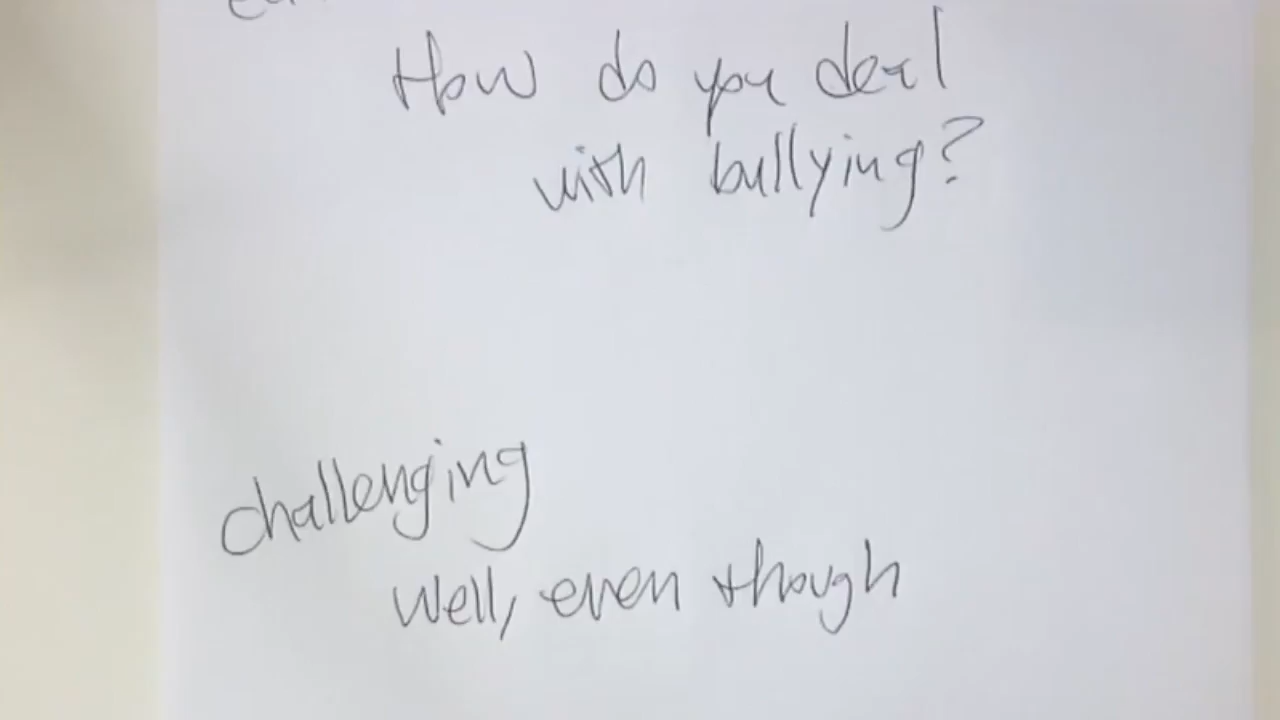 How do you deal
with bullying?
challenging
well, even though